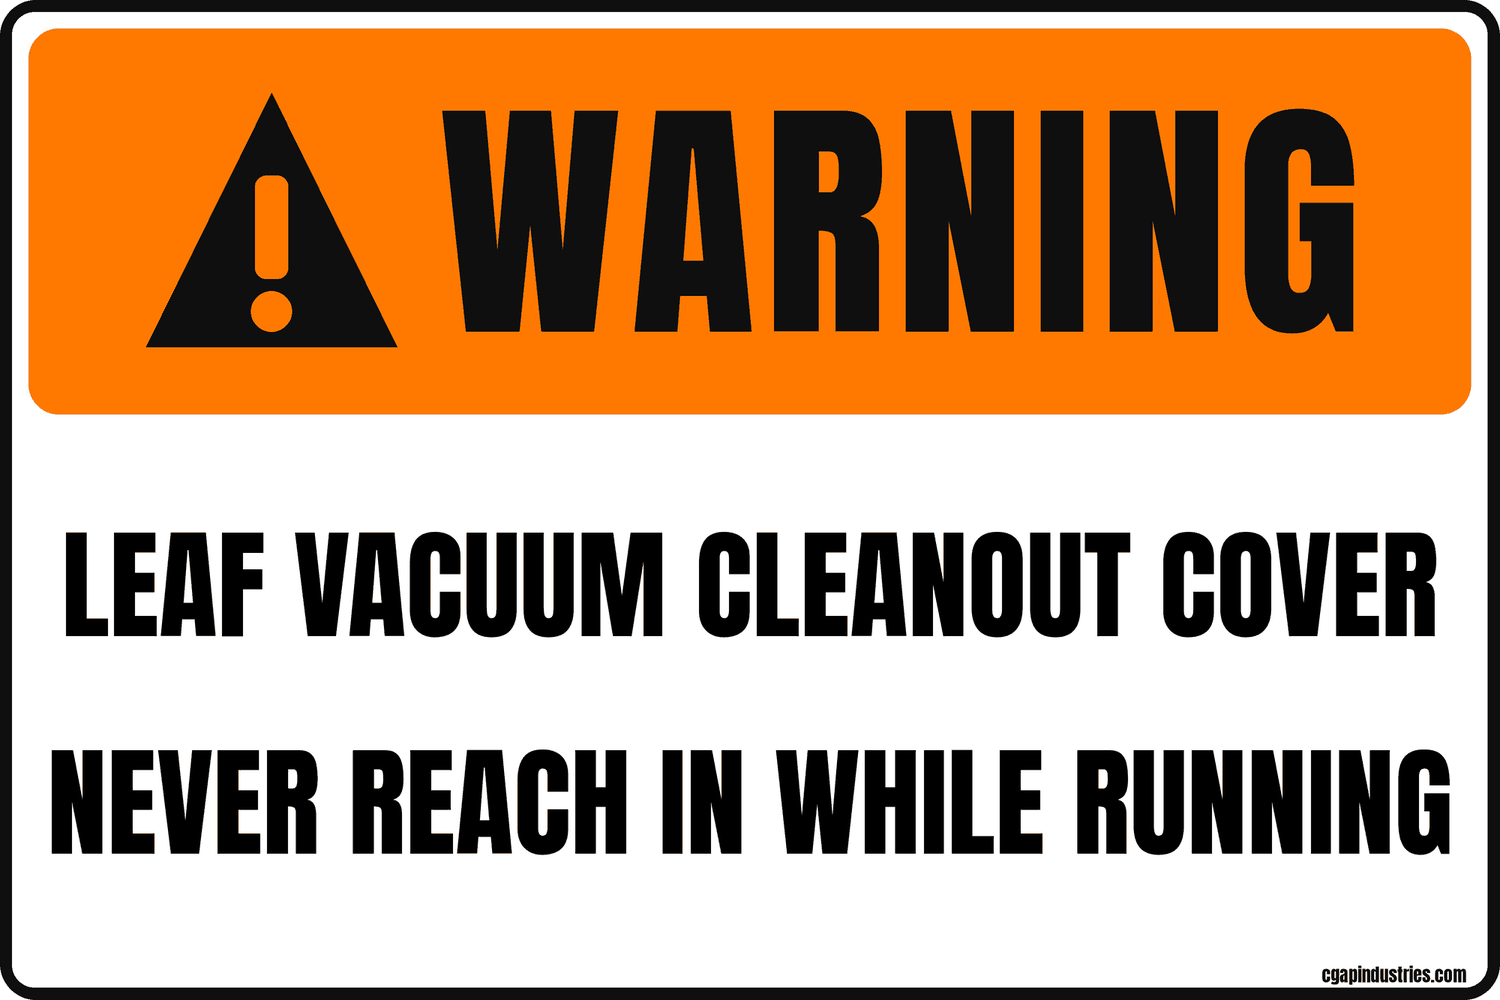 WARNING
LEAF VACUUM CLEANOUT COVER
NEVER REACH IN WHILE RUNNING
cgapindustries.com